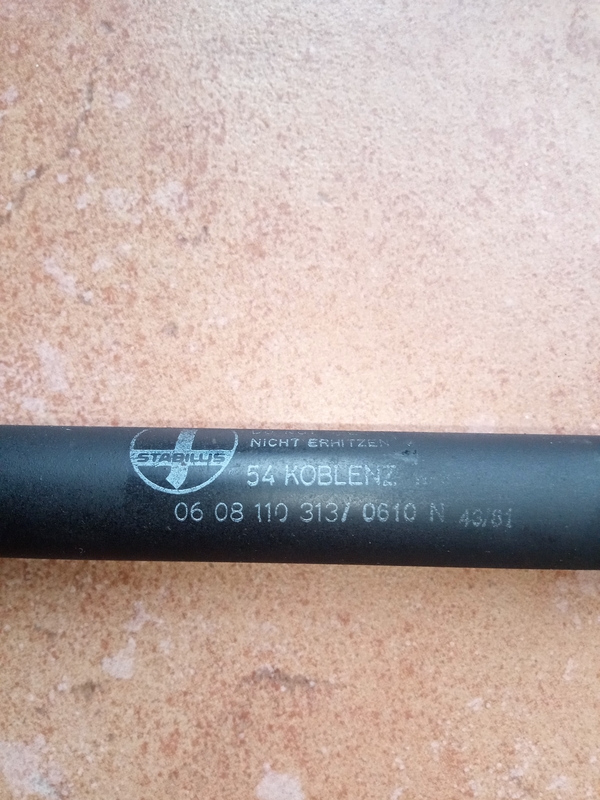 NICHT ERHITZEN
STABILUS
54 KOBLENZ
06 08 110 313/ 0610 N 43/81